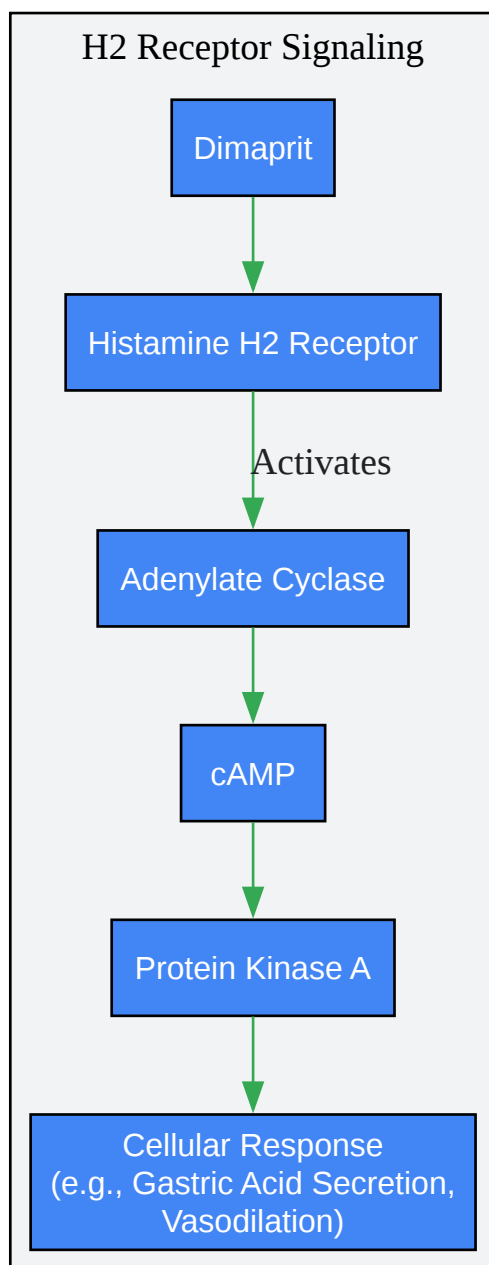 H2 Receptor Signaling
Dimaprit
Histamine H2 Receptor
Activates
Adenylate Cyclase
cAMP
Protein Kinase A
Cellular Response
(e.g., Gastric Acid Secretion,
Vasodilation)